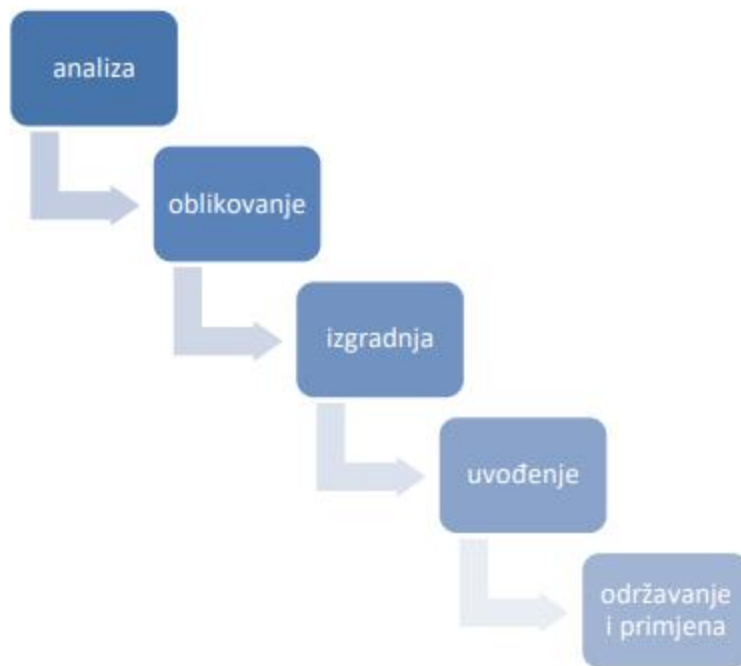 analiza
oblikovanje
izgradnja
uvođenje
održavanje
i primjena